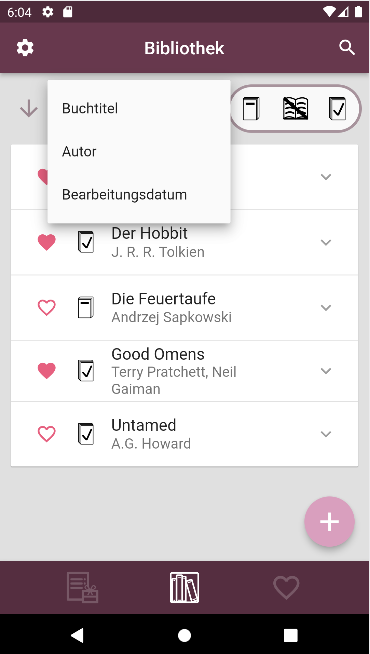 6:04
Bibliothek
Buchtitel
Autor
Bearbeitungsdatum
Der Hobbit
J. R. R. Tolkien
Die Feuertaufe
Andrzej Sapkowski
Good Omens
Terry Pratchett, Neil
Gaiman
Untamed
A.G. Howard